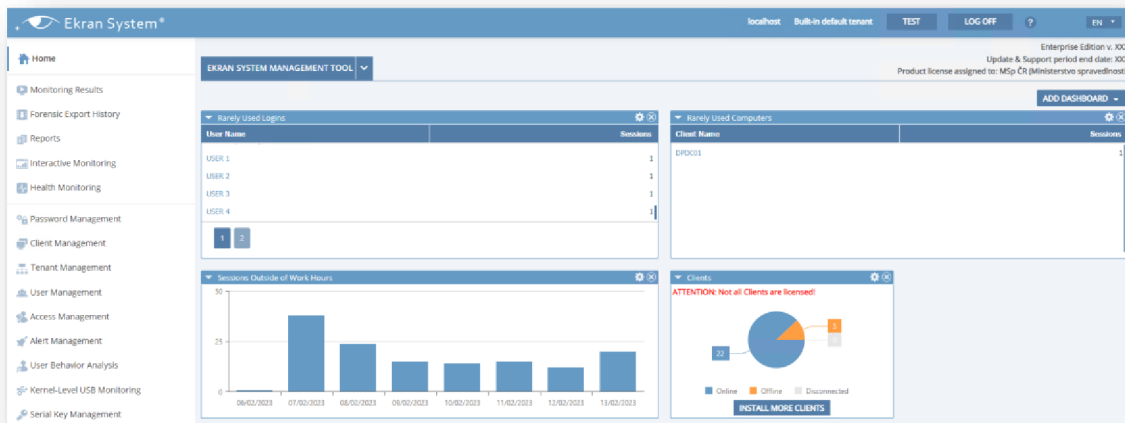 Ekran System®
localhost Built-in default tenant TEST LOG OFF ? EN
Home
Monitoring Results
Forensic Export History
Reports
Interactive Monitoring
Health Monitoring
Password Management
Client Management
Tenant Management
User Management
Access Management
Alert Management
User Behavior Analysis
Kernel-Level USB Monitoring
Serial Key Management
EKRAN SYSTEM MANAGEMENT TOOL
Enterprise Edition v. XX
Update & Support period end date: XX
Product license assigned to: MSp ČR (Ministerstvo spravedlnosti
ADD DASHBOARD
Rarely Used Logins
User Name Sessions
USER 1 1
USER 2 1
USER 3 1
USER 4 1
1 2
Rarely Used Computers
Client Name Sessions
DPDC01 1
Sessions Outside of Work Hours
50
25
0
06/02/2023 07/02/2023 08/02/2023 09/02/2023 10/02/2023 11/02/2023 12/02/2023 13/02/2023
Clients
ATTENTION: Not all Clients are licensed!
22
Online Offline Disconnected
INSTALL MORE CLIENTS